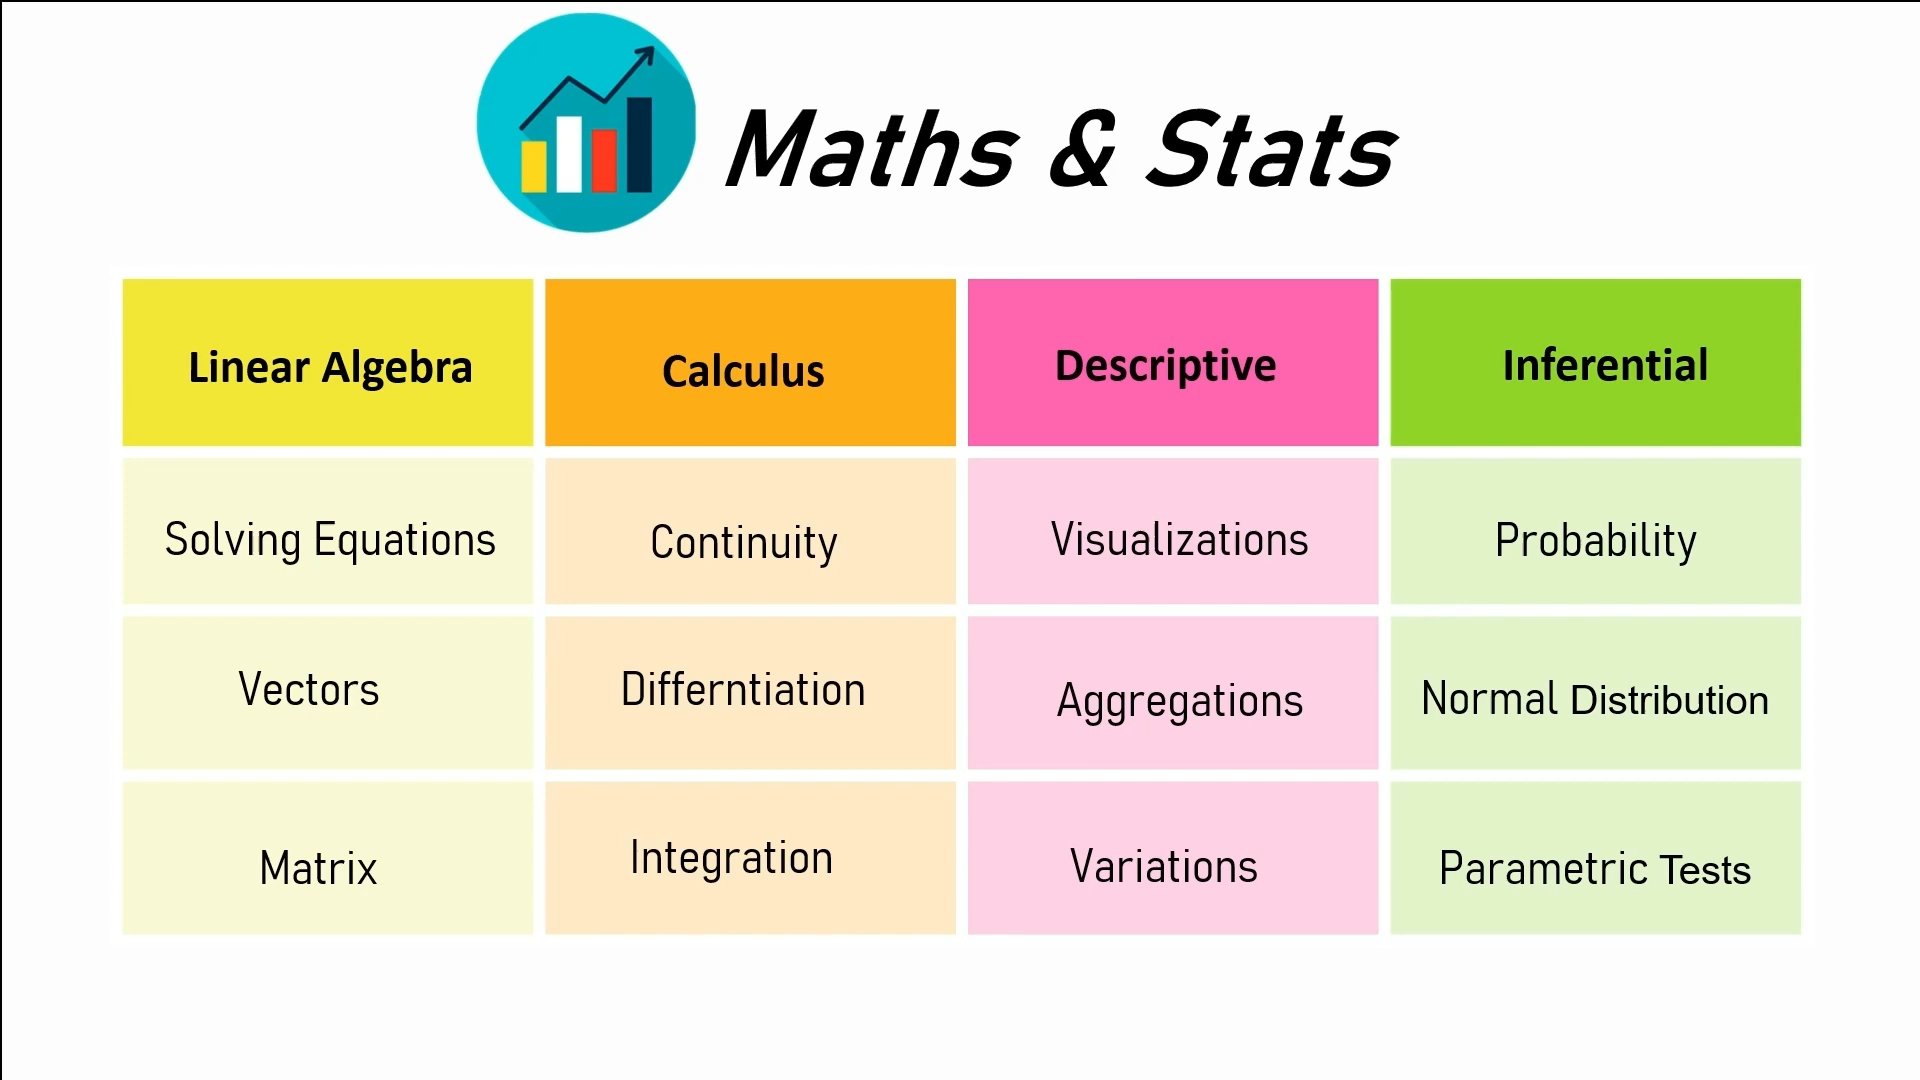 Maths & Stats
Linear Algebra
Calculus
Descriptive
Inferential
Solving Equations
Continuity
Visualizations
Probability
Vectors
Differntiation
Aggregations
Normal Distribution
Matrix
Integration
Variations
Parametric Tests